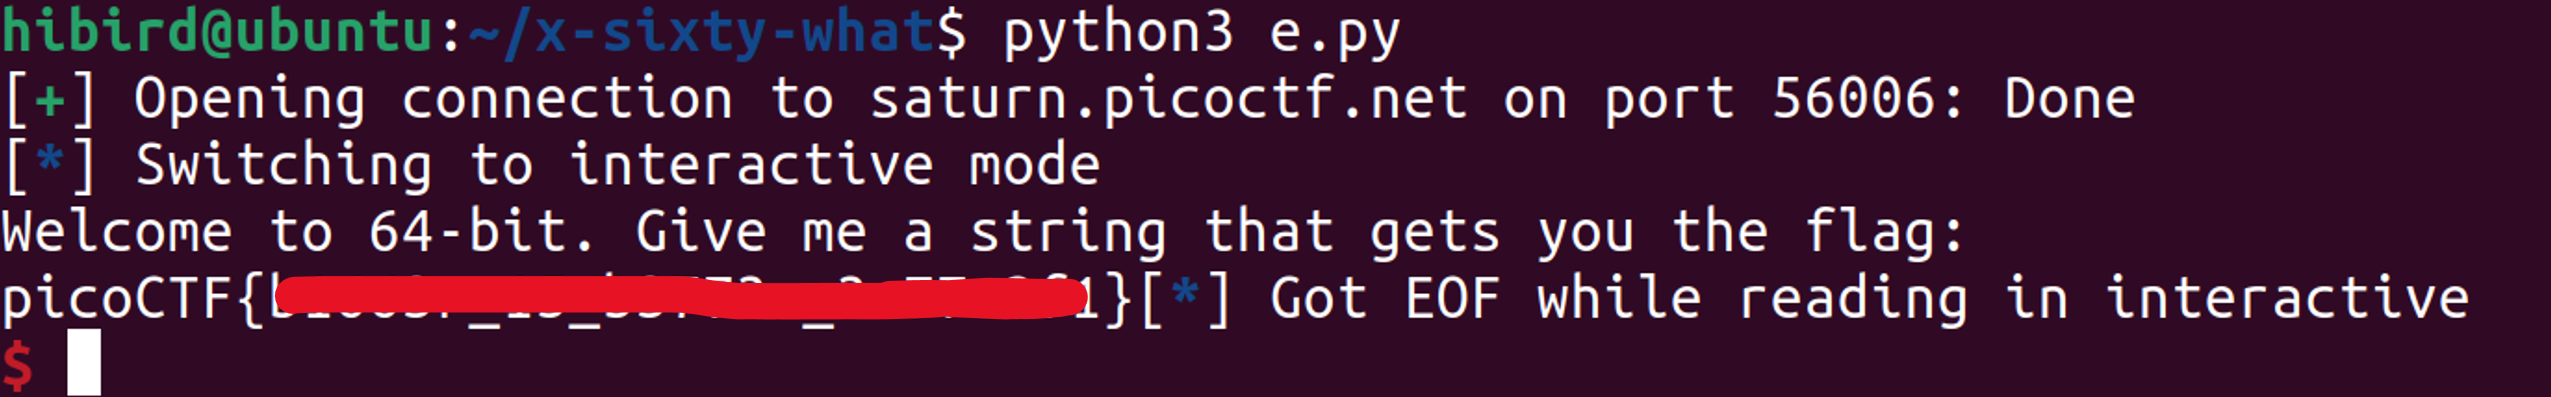 hibird@ubuntu:~/x-sixty-what$ python3 e.py
[+] Opening connection to saturn.picoctf.net on port 56006: Done
[*] Switching to interactive mode
Welcome to 64-bit. Give me a string that gets you the flag:
picoCTF{ }[*] Got EOF while reading in interactive
$